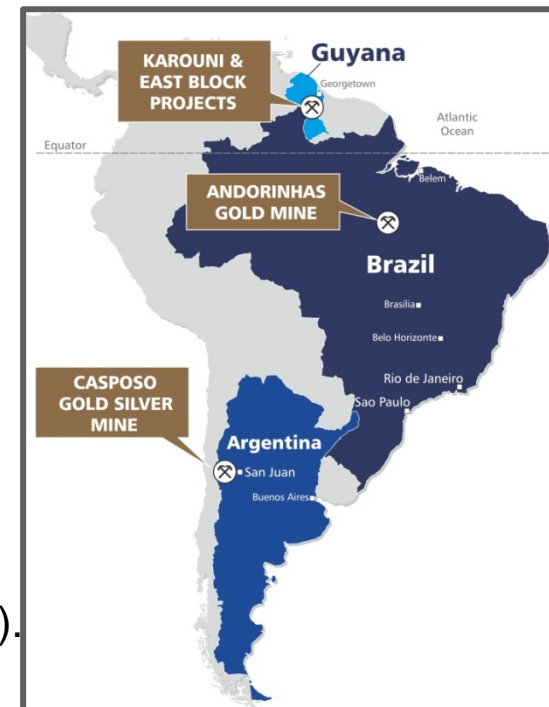 KAROUNI &
EAST BLOCK
PROJECTS
Guyana
Georgetown
Atlantic
Ocean
Equator
ANDORINHAS
GOLD MINE
Belem
Brazil
Brasilia
Belo Horizonte
Rio de Janeiro
Sao Paulo
CASPOSO
GOLD SILVER
MINE
Argentina
San Juan
Buenos Aires
).